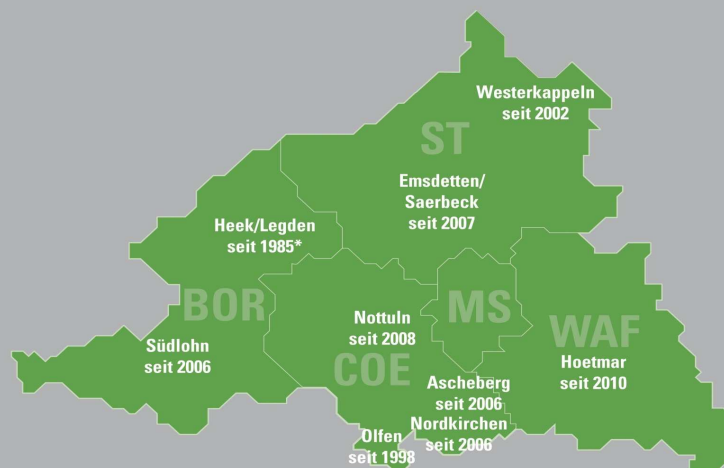 Westerkappeln
seit 2002
ST
Emsdetten/
Saerbeck
seit 2007
Heek/Legden
seit 1985*
BOR
Südlohn
seit 2006
Nottuln
seit 2008
COE
MS
WAF
Hoetmar
seit 2010
Ascheberg
seit 2006
Nordkirchen
seit 2006
Olfen
seit 1998